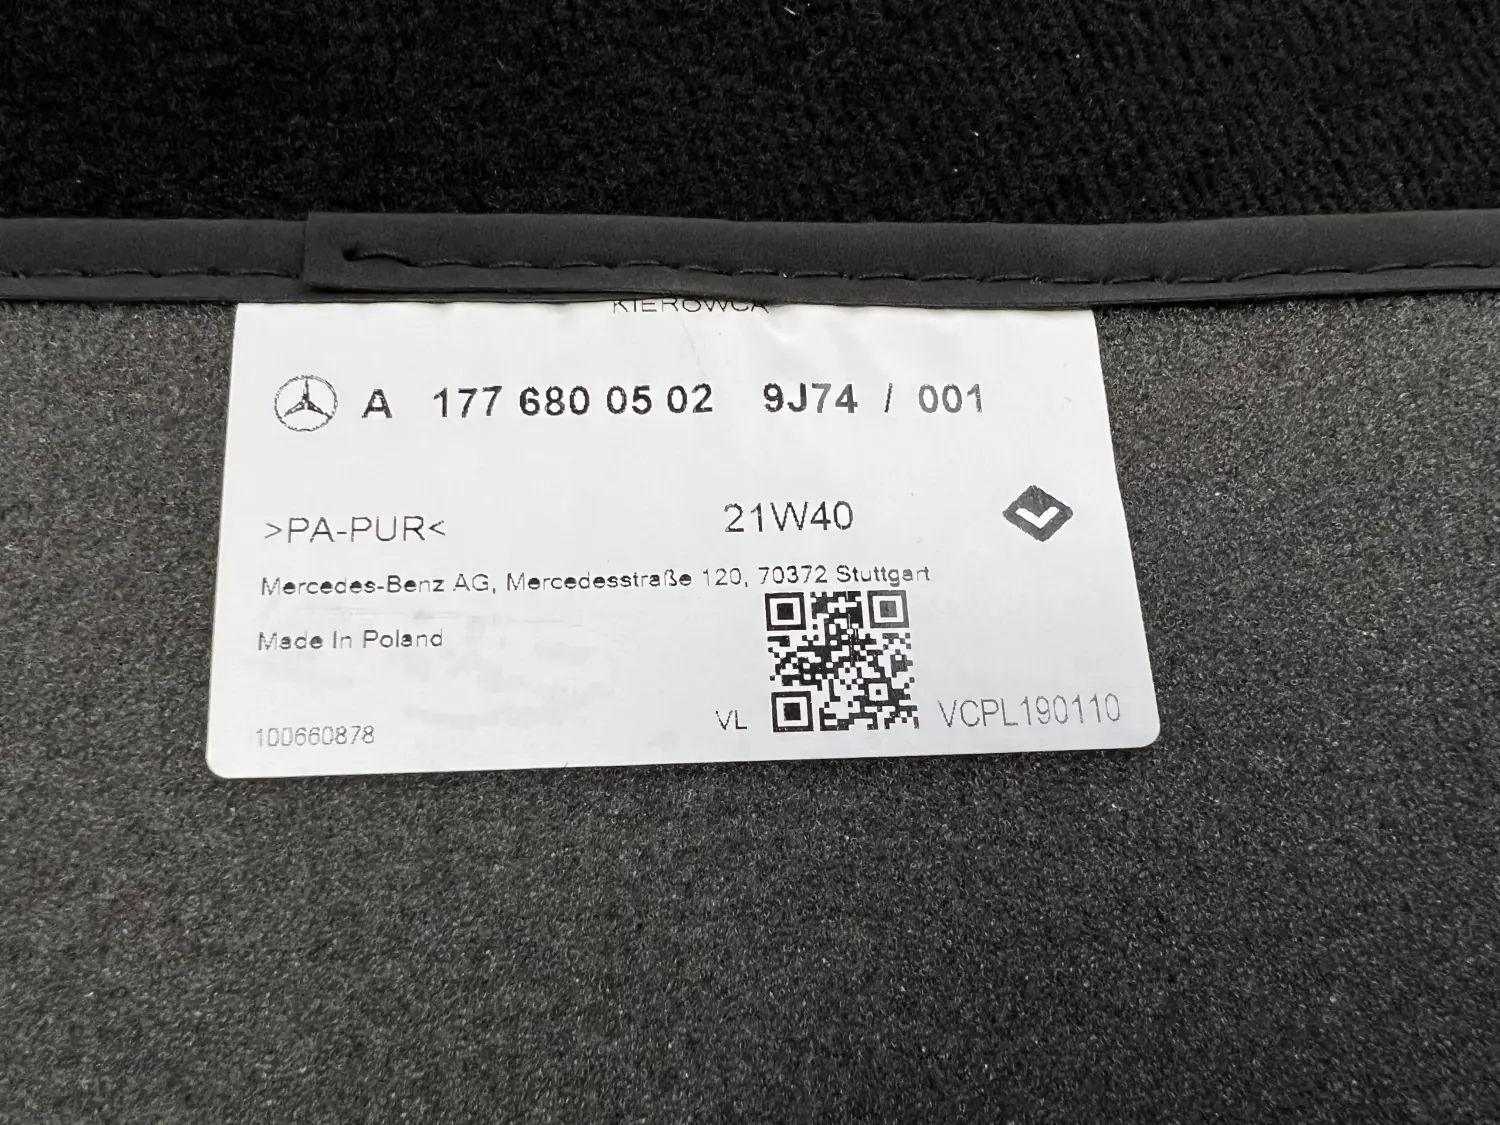 KIEROWCA
A 177 680 05 02 9J74 / 001
>PA-PUR< 21W40
Mercedes-Benz AG, Mercedesstraße 120, 70372 Stuttgart
Made In Poland
100660878 VL VCPL190110